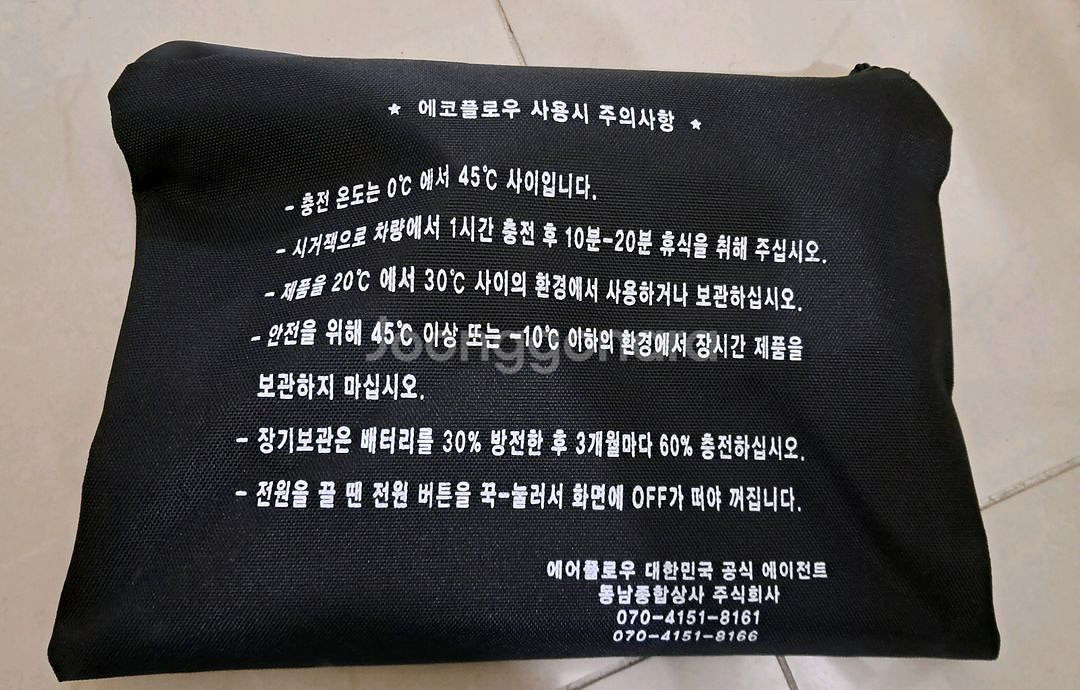 ★ 에코플로우 사용시 주의사항 ★
- 충전 온도는 0℃ 에서 45℃ 사이입니다.
- 시거잭으로 차량에서 1시간 충전 후 10분-20분 휴식을 취해 주십시오.
- 제품을 20℃ 에서 30℃ 사이의 환경에서 사용하거나 보관하십시오.
- 안전을 위해 45℃ 이상 또는 -10℃ 이하의 환경에서 장시간 제품을
보관하지 마십시오.
- 장기보관은 배터리를 30% 방전한 후 3개월마다 60% 충전하십시오.
- 전원을 끌 땐 전원 버튼을 꾹-눌러서 화면에 OFF가 떠야 꺼집니다.
에어플로우 대한민국 공식 에이전트
동남종합상사 주식회사
070-4151-8161
070-4151-8166
Joonggonara